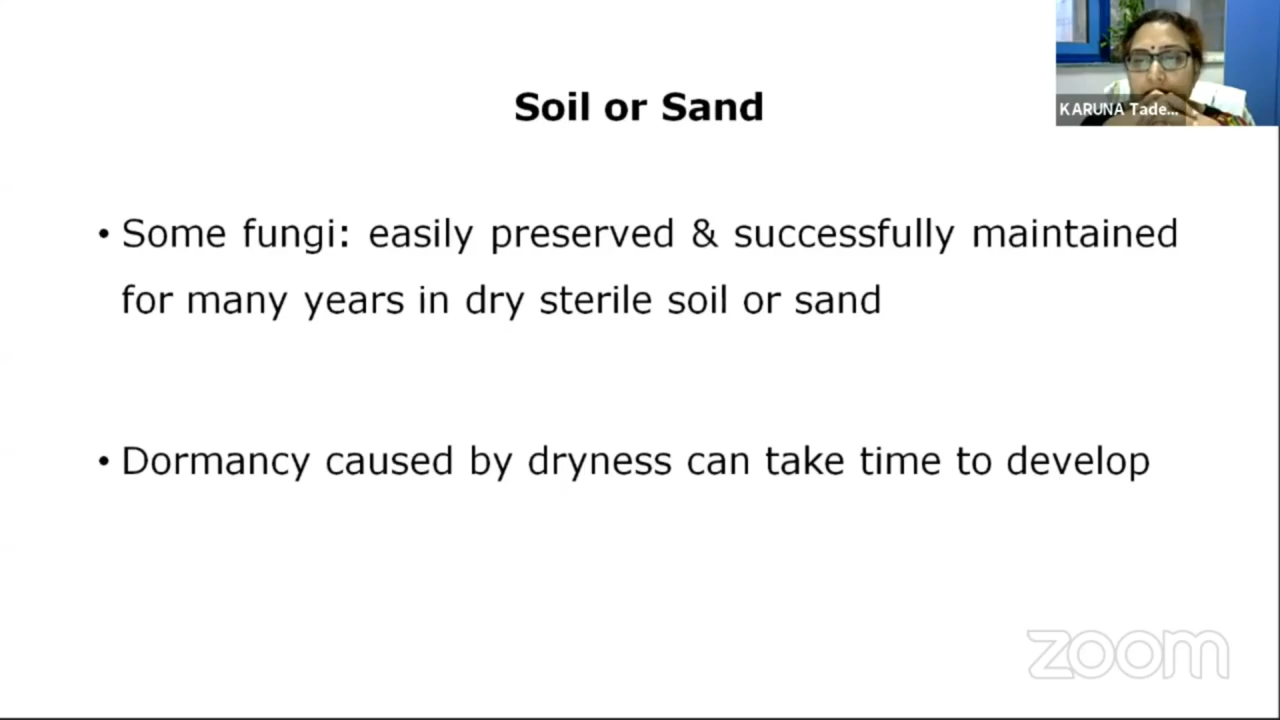 Soil or Sand
KARUNA Tade...
• Some fungi: easily preserved & successfully maintained
for many years in dry sterile soil or sand
• Dormancy caused by dryness can take time to develop
zoom